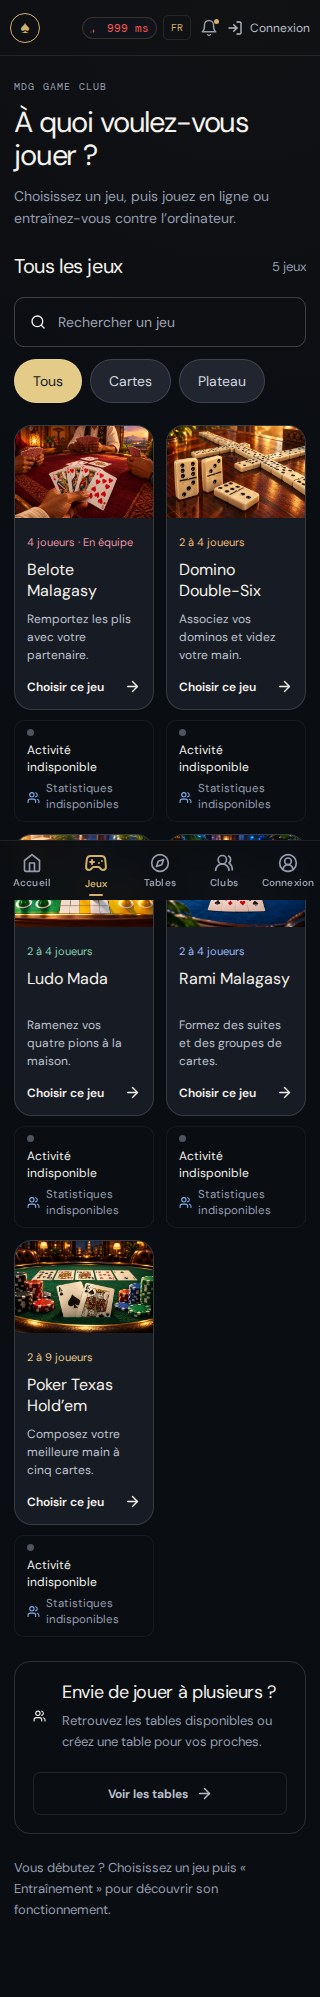 999 ms
FR
Connexion
MDG GAME CLUB
À quoi voulez-vous
jouer ?
Choisissez un jeu, puis jouez en ligne ou
entraînez-vous contre l’ordinateur.
Tous les jeux
5 jeux
Rechercher un jeu
Tous
Cartes
Plateau
4 joueurs · En équipe
Belote
Malagasy
Remportez les plis
avec votre
partenaire.
Choisir ce jeu
2 à 4 joueurs
Domino
Double-Six
Associez vos
dominos et videz
votre main.
Choisir ce jeu
Activité
indisponible
Statistiques
indisponibles
Activité
indisponible
Statistiques
indisponibles
Accueil
Jeux
Tables
Clubs
Connexion
2 à 4 joueurs
Ludo Mada
Ramenez vos
quatre pions à la
maison.
Choisir ce jeu
2 à 4 joueurs
Rami Malagasy
Formez des suites
et des groupes de
cartes.
Choisir ce jeu
Activité
indisponible
Statistiques
indisponibles
Activité
indisponible
Statistiques
indisponibles
2 à 9 joueurs
Poker Texas
Hold’em
Composez votre
meilleure main à
cinq cartes.
Choisir ce jeu
Activité
indisponible
Statistiques
indisponibles
Envie de jouer à plusieurs ?
Retrouvez les tables disponibles ou
créez une table pour vos proches.
Voir les tables
Vous débutez ? Choisissez un jeu puis «
Entraînement » pour découvrir son
fonctionnement.